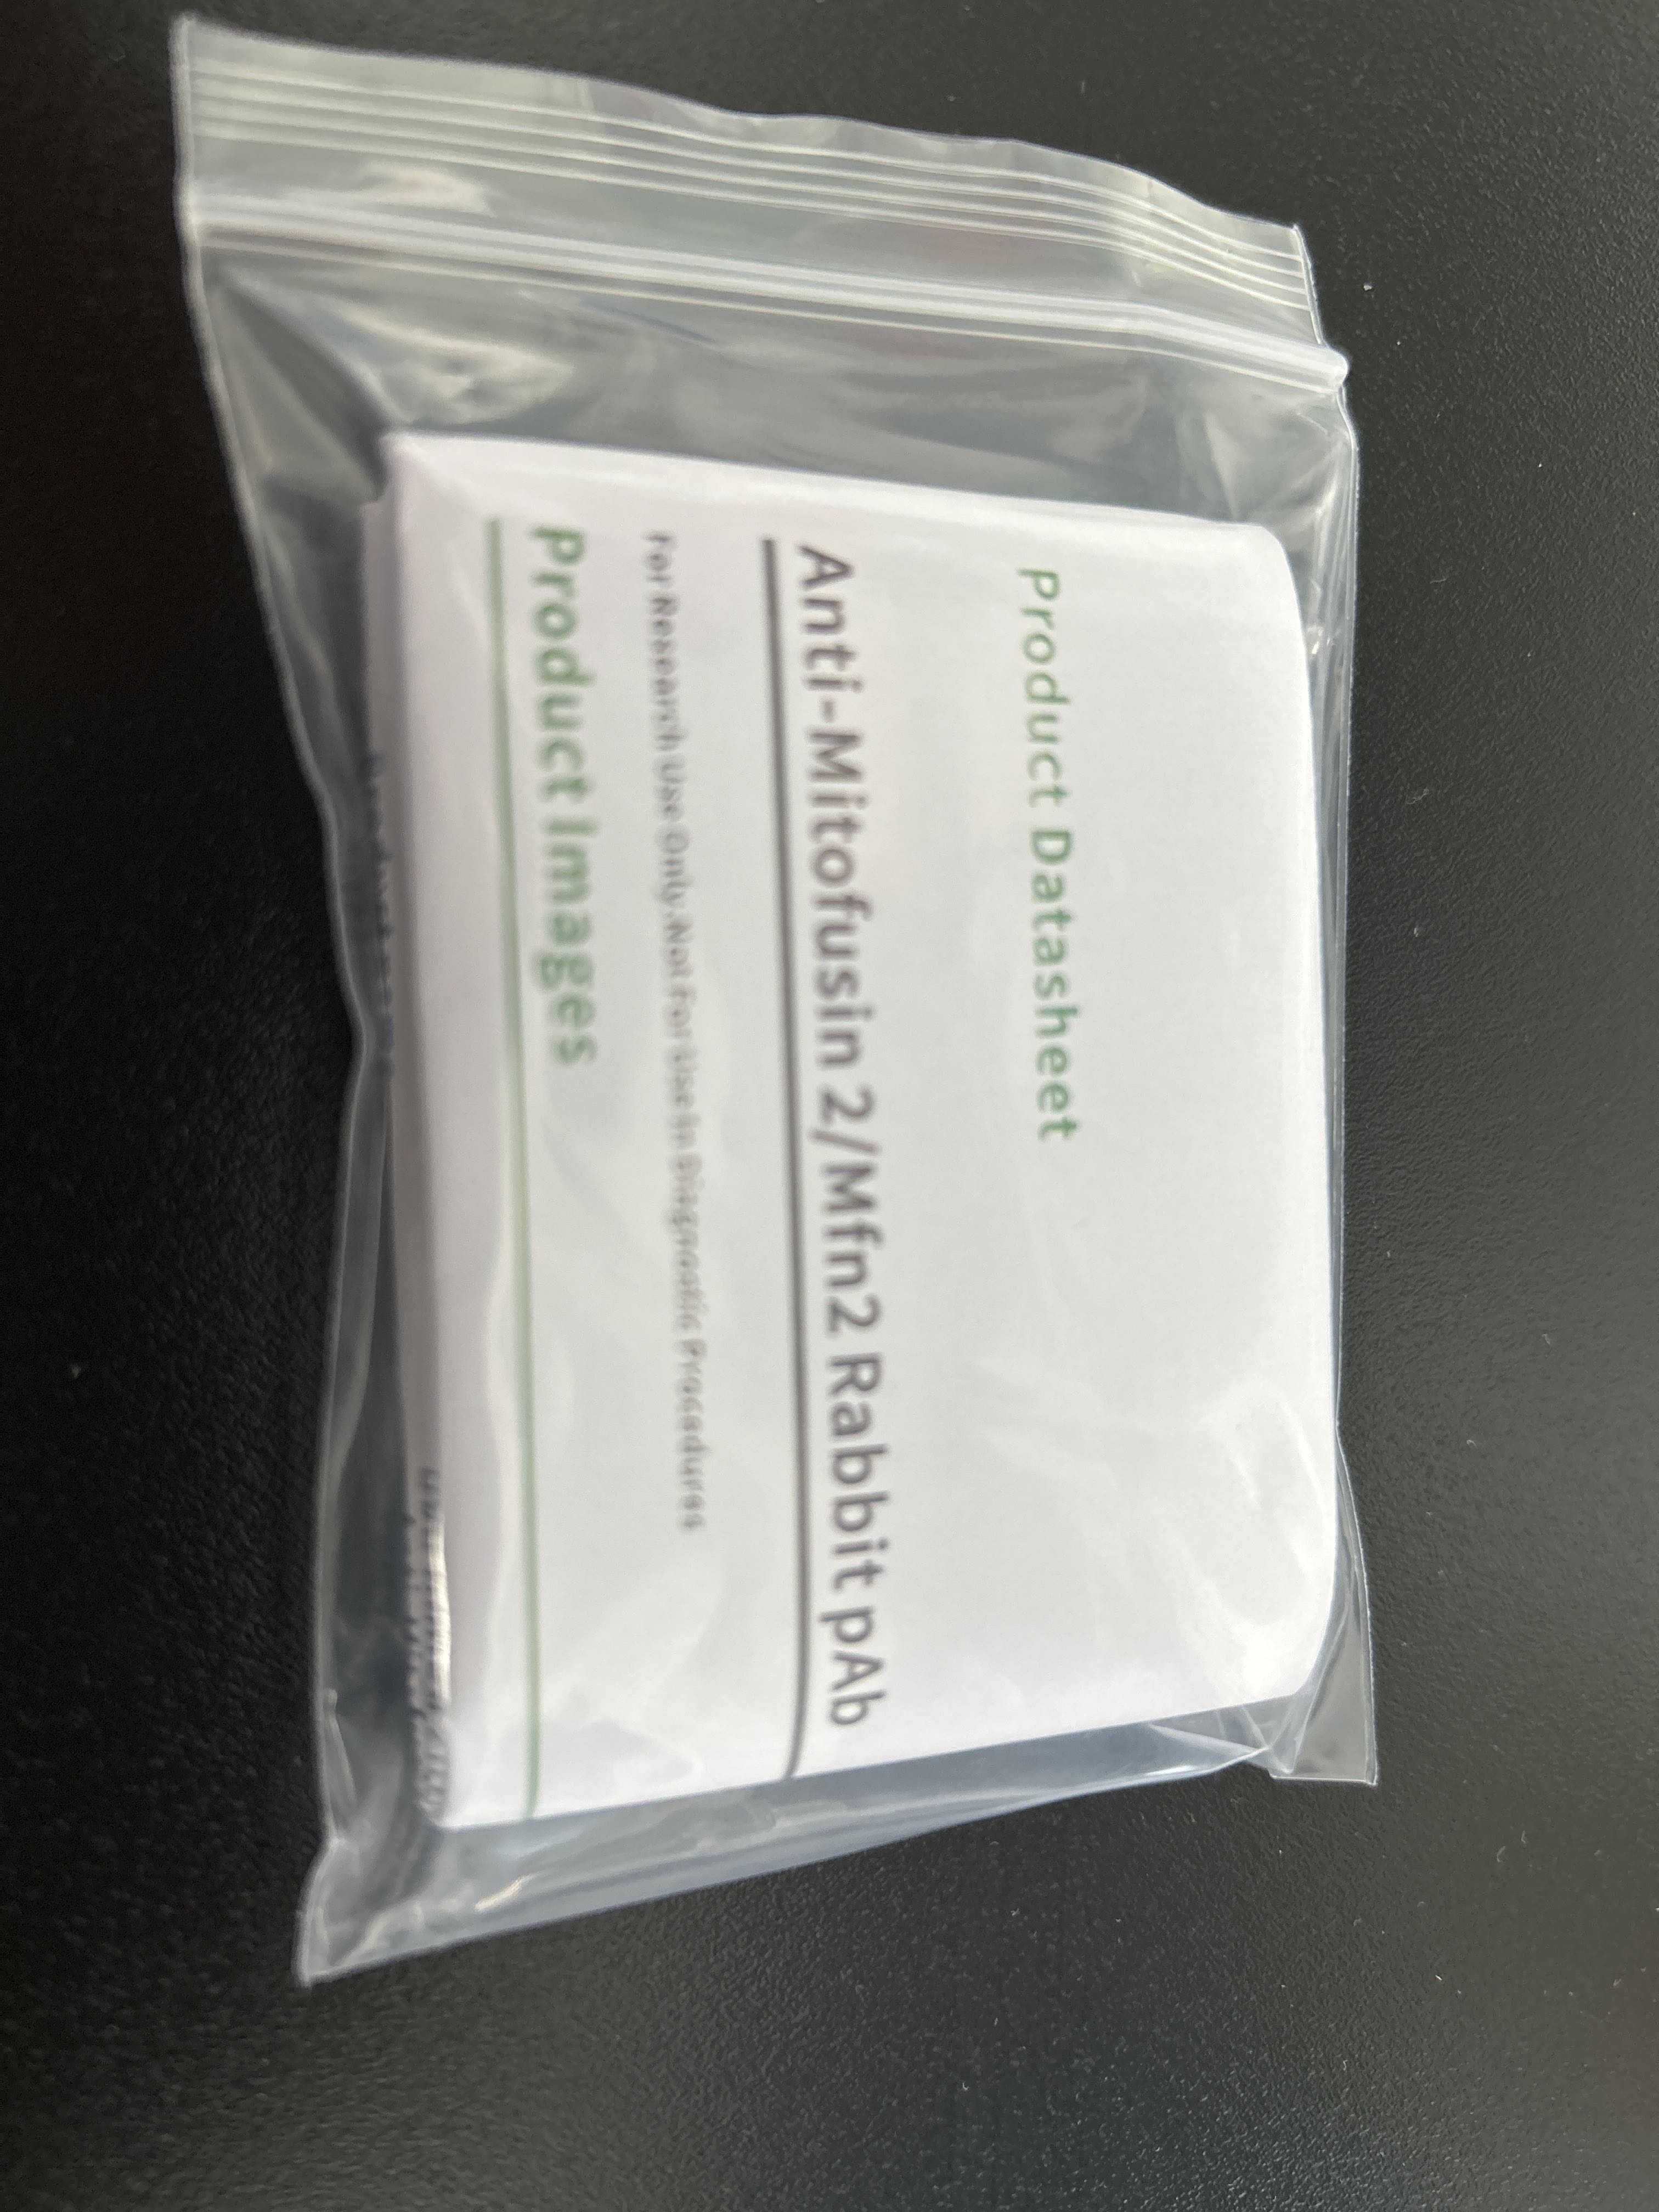 Product Datasheet
Anti-Mitofusin 2/Mfn2 Rabbit pAb
For Research Use Only.Not For Use in Diagnostic Procedures
Product Images